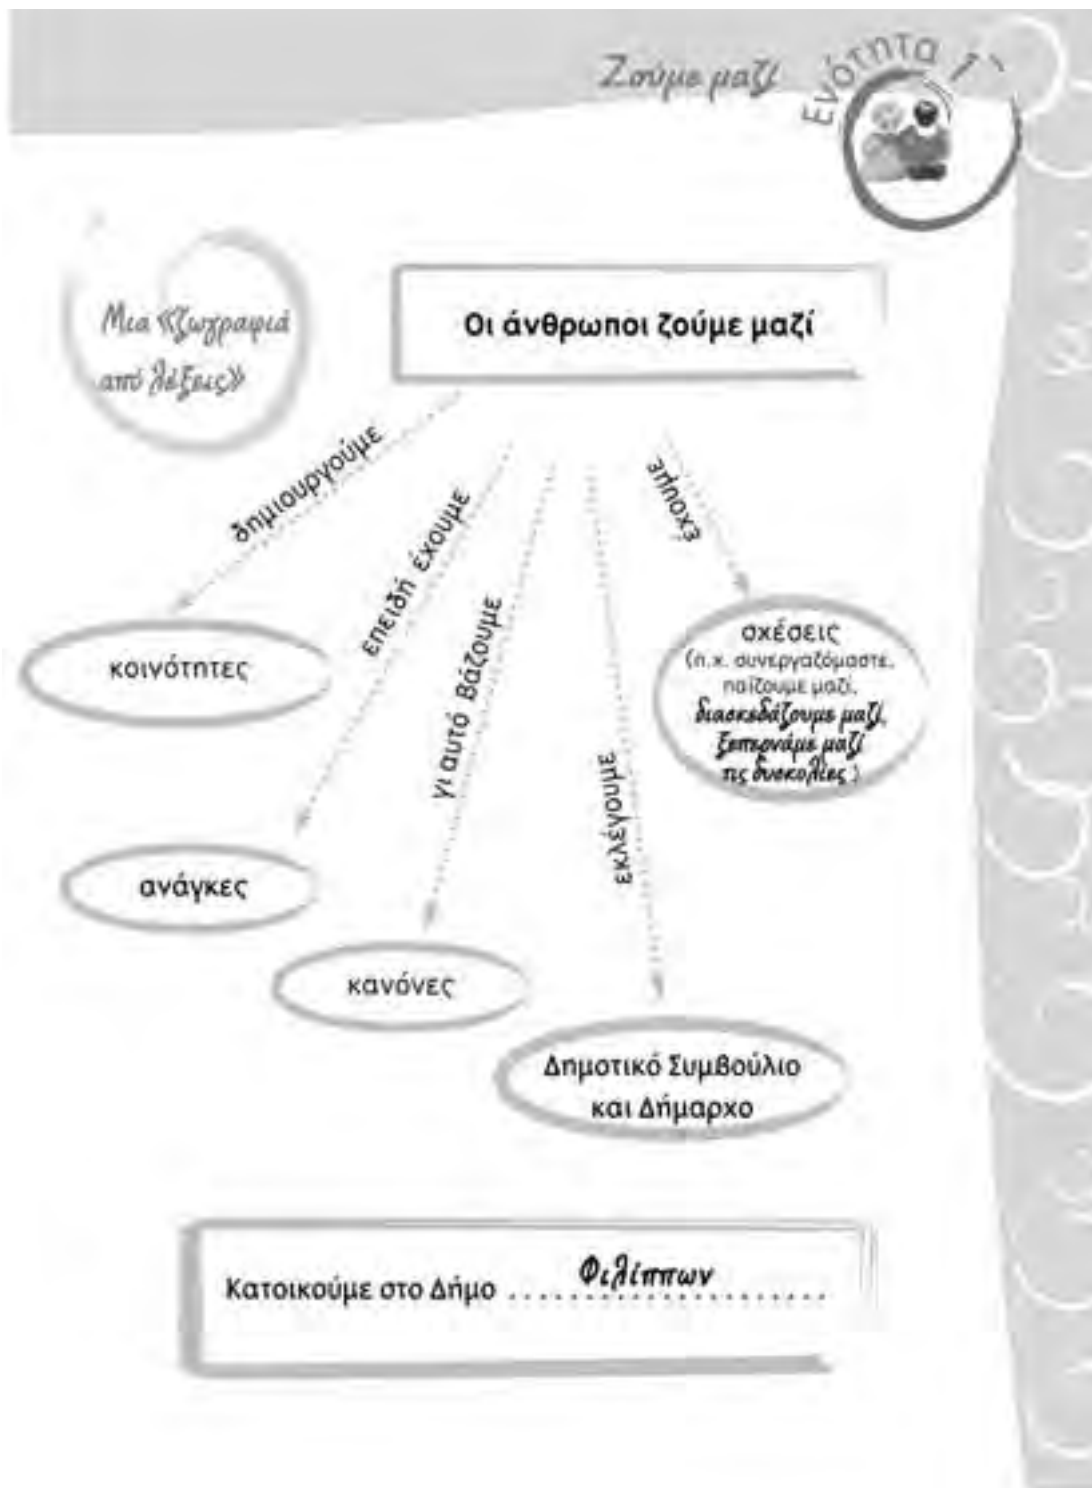 Ζούμε μαζί
Ενότητα 1η
Μια «ζωγραφιά
από λέξεις»
Οι άνθρωποι ζούμε μαζί
δημιουργούμε
επειδή έχουμε
γι αυτό βάζουμε
εκλέγουμε
έχουμε
κοινότητες
σχέσεις
(π.χ. συνεργαζόμαστε,
παίζουμε μαζί,
διασκεδάζουμε μαζί,
ξεπερνάμε μαζί
τις δυσκολίες)
ανάγκες
κανόνες
Δημοτικό Συμβούλιο
και Δήμαρχο
Κατοικούμε στο Δήμο Φιλίππων